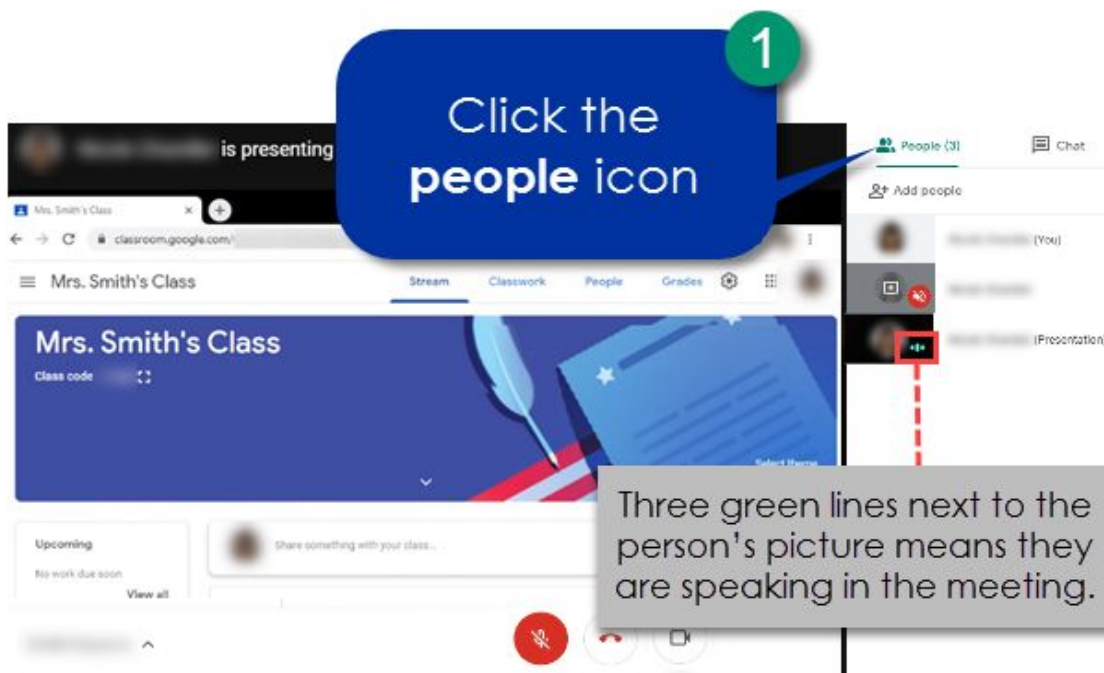 1
Click the
people icon
is presenting
People (3)
Chat
Add people
(You)
(Presentation)
Mrs. Smith's Class
classroom.google.com/
Mrs. Smith's Class
Stream
Classwork
People
Grades
Mrs. Smith's Class
Class code
Select theme
Three green lines next to the
person's picture means they
are speaking in the meeting.
Upcoming
No work due soon
View all
Share something with your class...